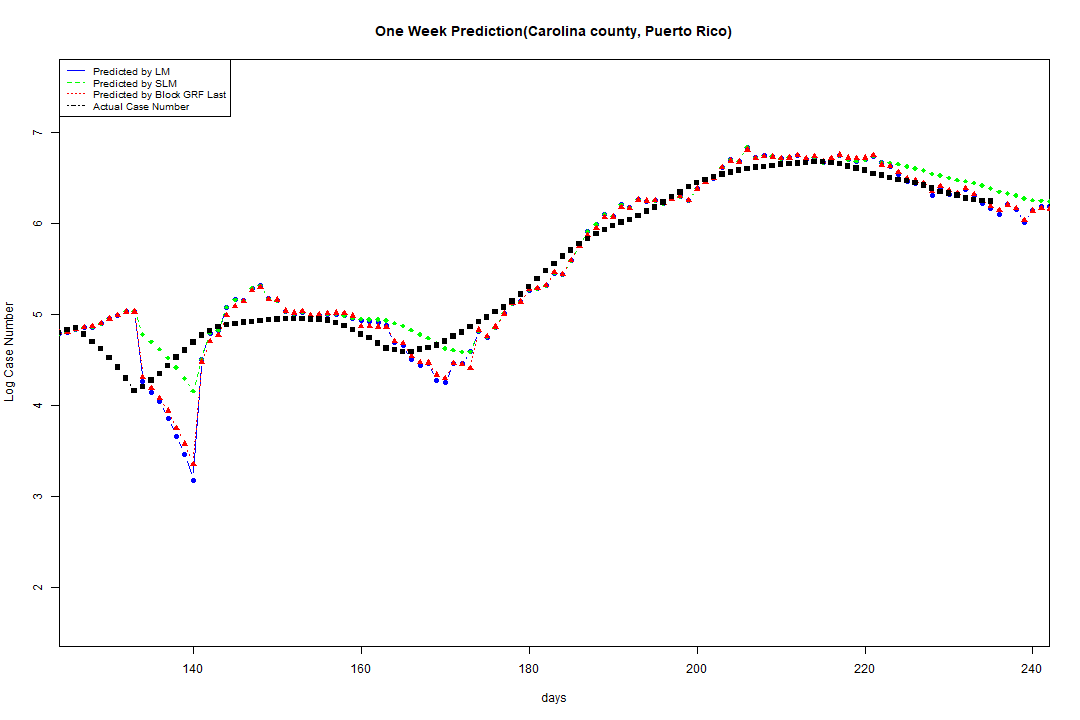 One Week Prediction(Carolina county, Puerto Rico)
Predicted by LM
Predicted by SLM
Predicted by Block GRF Last
Actual Case Number
7
6
5
4
3
2
Log Case Number
140 160 180 200 220 240
days